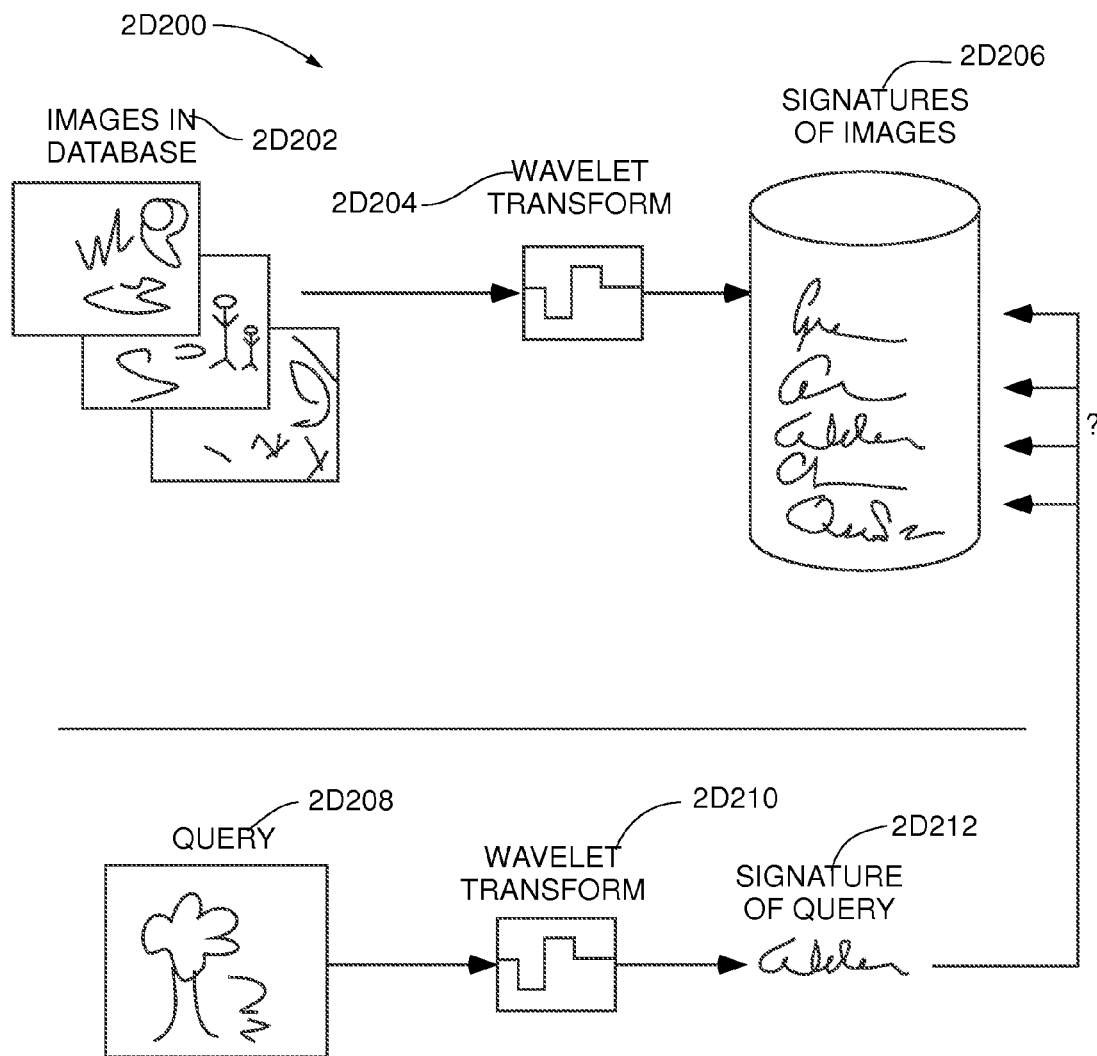 2D200
2D206
SIGNATURES
OF IMAGES
IMAGES IN
DATABASE
2D202
WAVELET
TRANSFORM
2D204
?
2D208
QUERY
2D210
WAVELET
TRANSFORM
2D212
SIGNATURE
OF QUERY